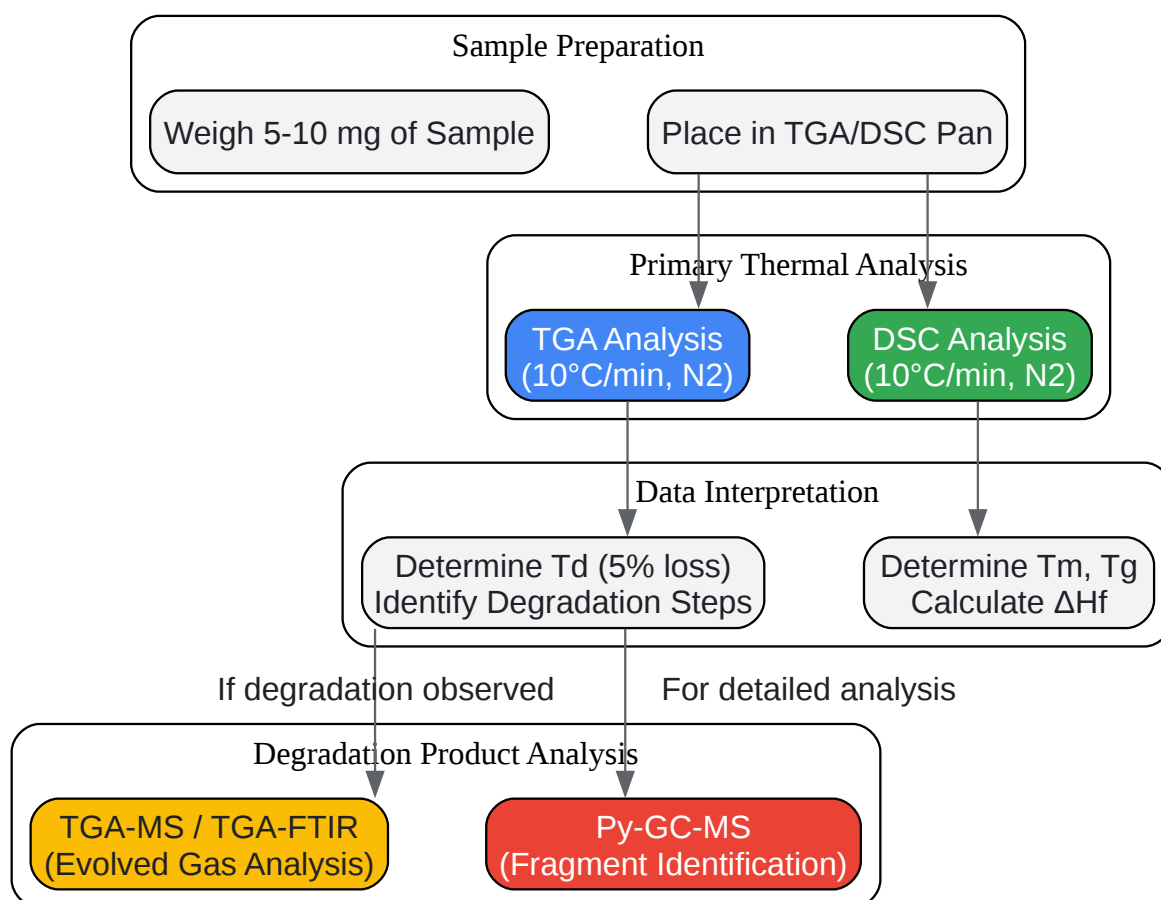 Sample Preparation
Weigh 5-10 mg of Sample
Place in TGA/DSC Pan
Primary Thermal Analysis
TGA Analysis
(10°C/min, N2)
DSC Analysis
(10°C/min, N2)
Data Interpretation
Determine Td (5% loss)
Identify Degradation Steps
Determine Tm, Tg
Calculate ΔHf
If degradation observed
For detailed analysis
Degradation Product Analysis
TGA-MS / TGA-FTIR
(Evolved Gas Analysis)
Py-GC-MS
(Fragment Identification)